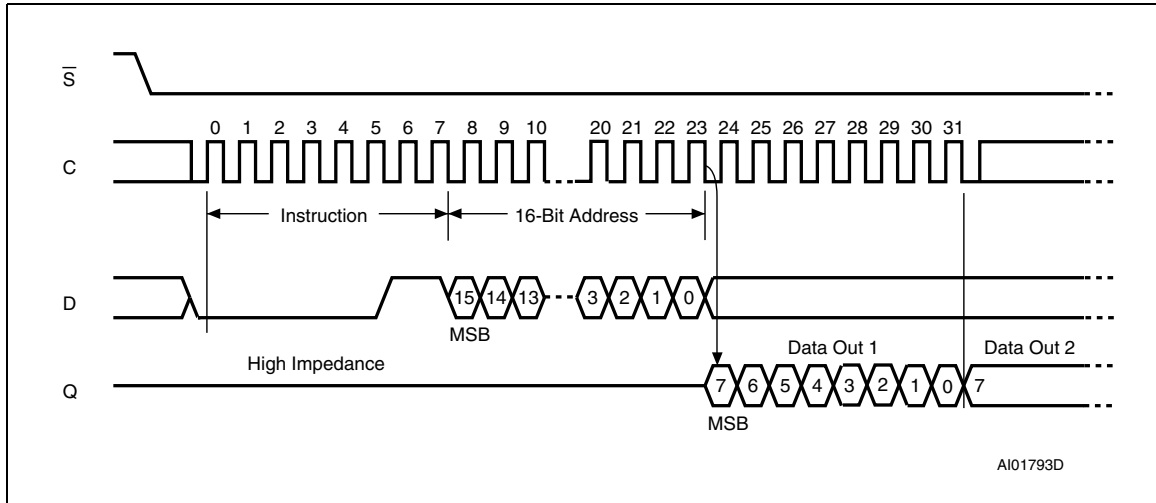 S
0 1 2 3 4 5 6 7 8 9 10 20 21 22 23 24 25 26 27 28 29 30 31
C
Instruction 16-Bit Address
D
15 14 13 3 2 1 0
MSB
High Impedance Data Out 1 Data Out 2
Q
7 6 5 4 3 2 1 0 7
MSB
AI01793D